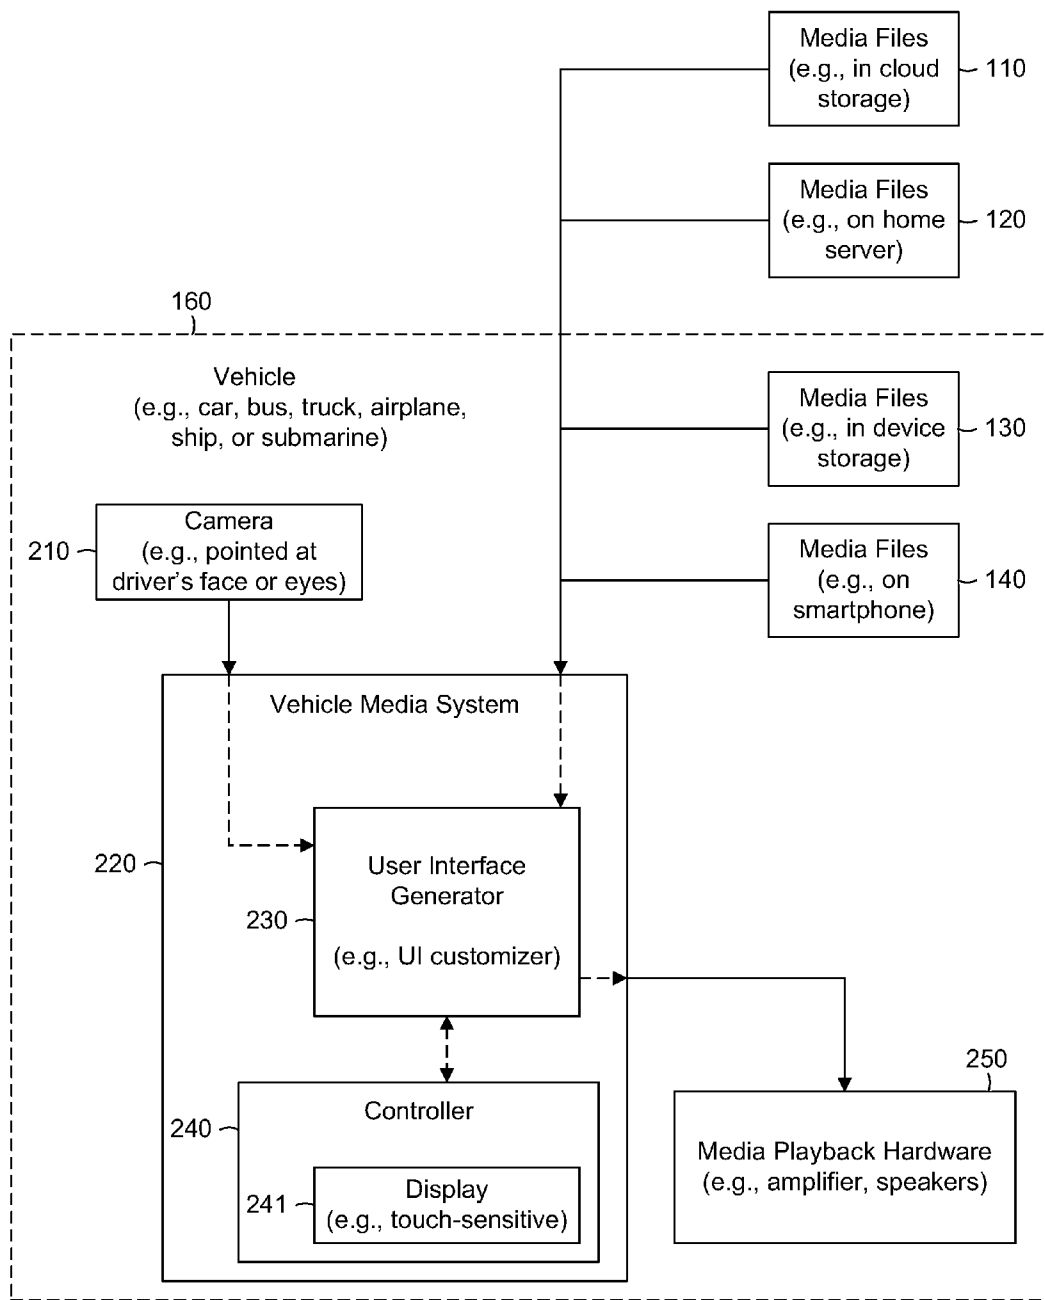 Media Files
(e.g., in cloud
storage)
110
Media Files
(e.g., on home
server)
120
160
Vehicle
(e.g., car, bus, truck, airplane,
ship, or submarine)
Media Files
(e.g., in device
storage)
130
Camera
(e.g., pointed at
driver's face or eyes)
210
Media Files
(e.g., on
smartphone)
140
Vehicle Media System
220
User Interface
Generator
(e.g., UI customizer)
230
Controller
240
Display
(e.g., touch-sensitive)
241
250
Media Playback Hardware
(e.g., amplifier, speakers)